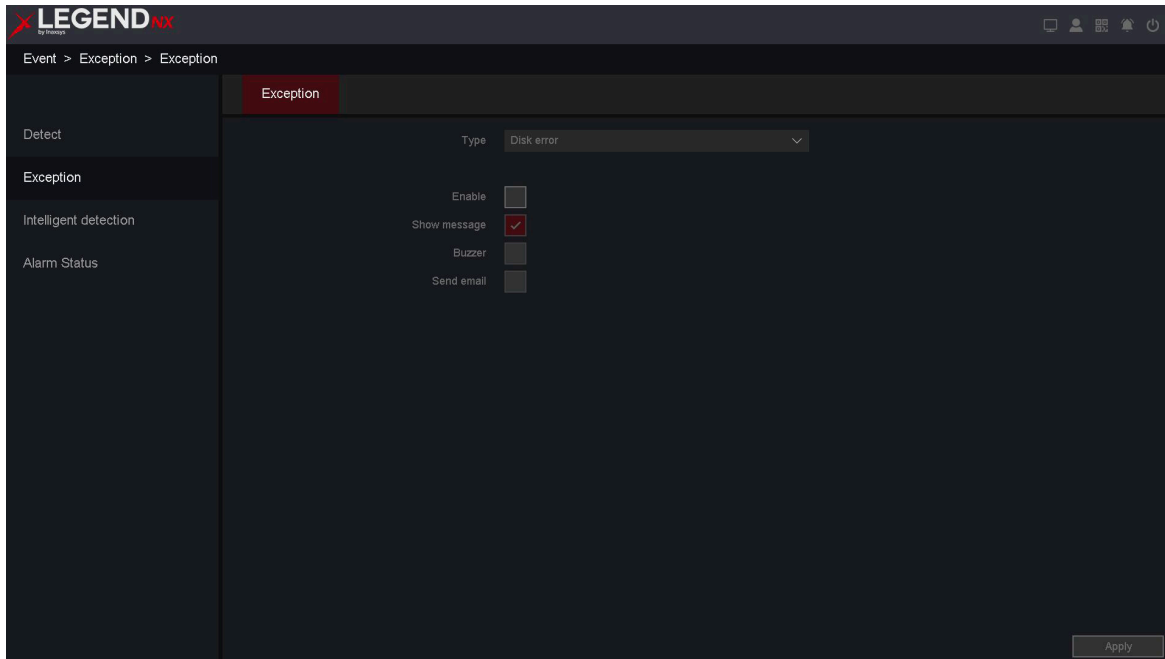 LEGEND NX
by Inaxsys
Event > Exception > Exception
Exception
Detect
Exception
Intelligent detection
Alarm Status
Type Disk error
Enable
Show message
Buzzer
Send email
Apply